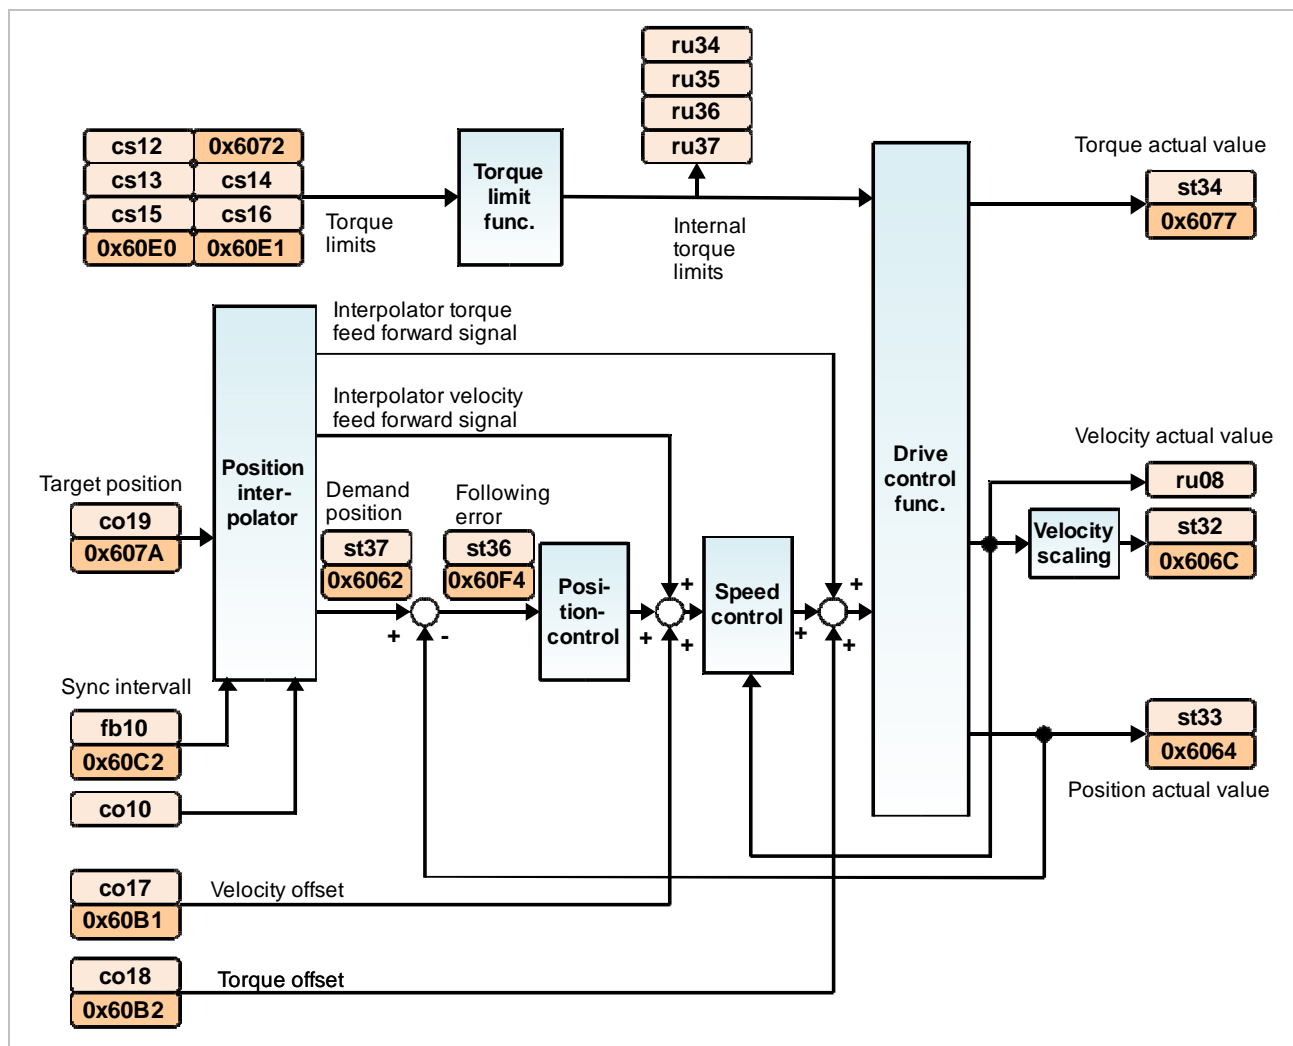 ru34
ru35
ru36
ru37
cs12 0x6072
cs13 cs14
cs15 cs16
0x60E0 0x60E1
Torque
limits
Torque
limit
func.
Internal
torque
limits
Torque actual value
st34
0x6077
Interpolator torque
feed forward signal
Interpolator velocity
feed forward signal
Position
inter-
polator
Target position
co19
0x607A
Demand
position
st37
0x6062
+
-
Following
error
st36
0x60F4
Posi-
tion-
control
+
+
+
Speed
control
+
+
+
Drive
control
func.
Velocity actual value
ru08
Velocity
scaling
st32
0x606C
st33
0x6064
Position actual value
Sync intervall
fb10
0x60C2
co10
co17
0x60B1
Velocity offset
co18
0x60B2
Torque offset